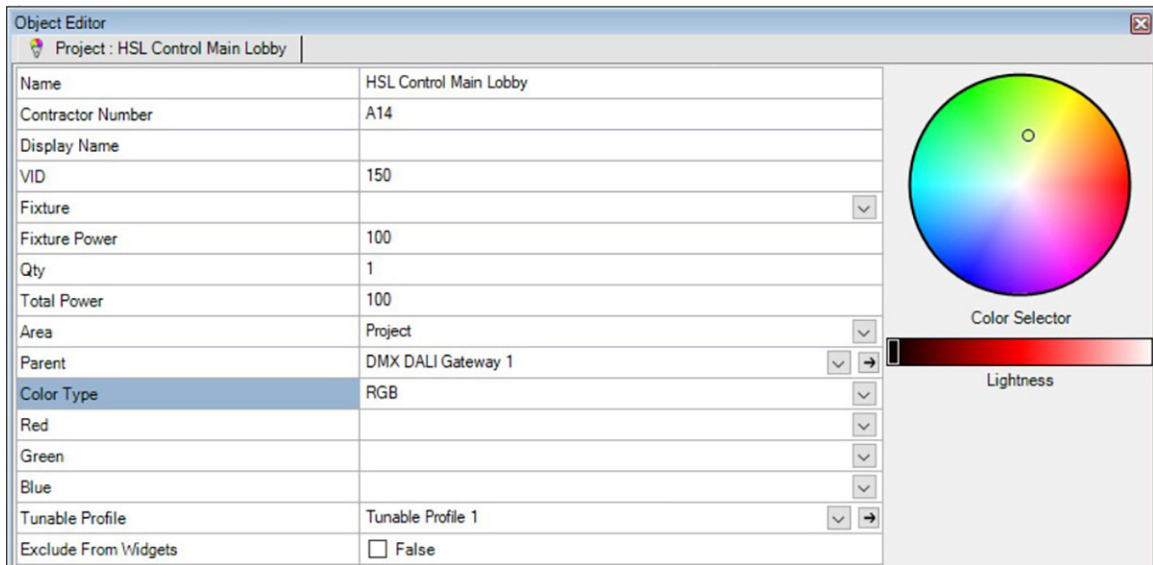 Object Editor
Project : HSL Control Main Lobby
Name HSL Control Main Lobby
Contractor Number A14
Display Name
VID 150
Fixture
Fixture Power 100
Qty 1
Total Power 100
Area Project
Parent DMX DALI Gateway 1
Color Type RGB
Red
Green
Blue
Tunable Profile Tunable Profile 1
Exclude From Widgets False
Color Selector
Lightness